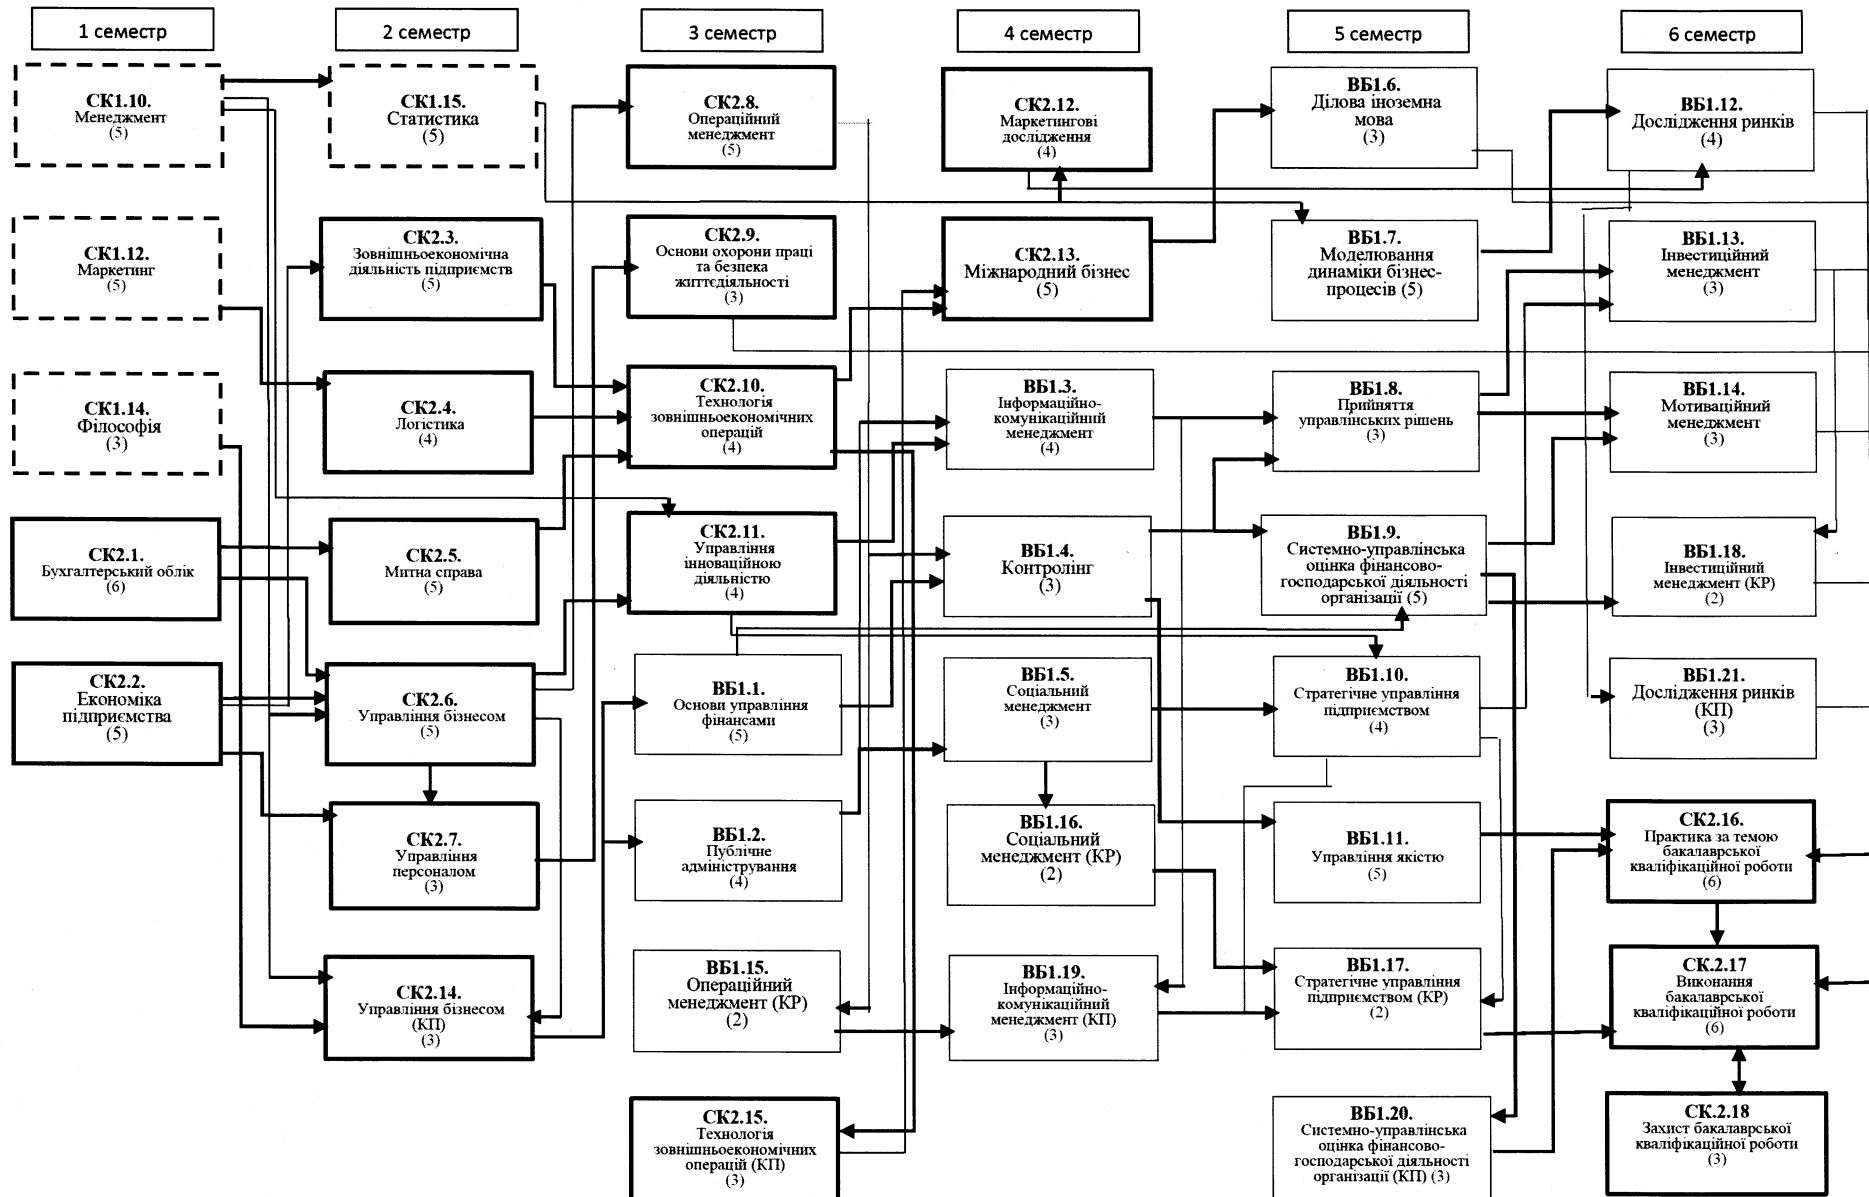 1 семестр
2 семестр
3 семестр
4 семестр
5 семестр
6 семестр
СК1.10.
Менеджмент
(5)
СК1.12.
Маркетинг
(5)
СК1.14.
Філософія
(3)
СК2.1.
Бухгалтерський облік
(6)
СК2.2.
Економіка
підприємства
(5)
СК1.15.
Статистика
(5)
СК2.3.
Зовнішньоекономічна
діяльність підприємств
(5)
СК2.4.
Логістика
(4)
СК2.5.
Митна справа
(5)
СК2.6.
Управління бізнесом
(5)
СК2.7.
Управління
персоналом
(3)
СК2.14.
Управління бізнесом
(КП)
(3)
СК2.8.
Операційний
менеджмент
(5)
СК2.9.
Основи охорони праці
та безпека
життєдіяльності
(3)
СК2.10.
Технологія
зовнішньоекономічних
операцій
(4)
СК2.11.
Управління
інноваційною
діяльністю
(4)
ВБ1.1.
Основи управління
фінансами
(5)
ВБ1.2.
Публічне
адміністрування
(4)
ВБ1.15.
Операційний
менеджмент (КР)
(2)
СК2.15.
Технологія
зовнішньоекономічних
операцій (КП)
(3)
СК2.12.
Маркетингові
дослідження
(4)
СК2.13.
Міжнародний бізнес
(5)
ВБ1.3.
Інформаційно-
комунікаційний
менеджмент
(4)
ВБ1.4.
Контролінг
(3)
ВБ1.5.
Соціальний
менеджмент
(3)
ВБ1.16.
Соціальний
менеджмент (КР)
(2)
ВБ1.19.
Інформаційно-
комунікаційний
менеджмент (КП)
(3)
ВБ1.6.
Ділова іноземна
мова
(3)
ВБ1.7.
Моделювання
динаміки бізнес-
процесів (5)
ВБ1.8.
Прийняття
управлінських рішень
(3)
ВБ1.9.
Системно-управлінська
оцінка фінансово-
господарської діяльності
організації (5)
ВБ1.10.
Стратегічне управління
підприємством
(4)
ВБ1.11.
Управління якістю
(5)
ВБ1.17.
Стратегічне управління
підприємством (КР)
(2)
ВБ1.20.
Системно-управлінська
оцінка фінансово-
господарської діяльності
організації (КП) (3)
ВБ1.12.
Дослідження ринків
(4)
ВБ1.13.
Інвестиційний
менеджмент
(3)
ВБ1.14.
Мотиваційний
менеджмент
(3)
ВБ1.18.
Інвестиційний
менеджмент (КР)
(2)
ВБ1.21.
Дослідження ринків
(КП)
(3)
СК2.16.
Практика за темою
бакалаврської
кваліфікаційної роботи
(6)
СК.2.17
Виконання
бакалаврської
кваліфікаційної роботи
(6)
СК.2.18
Захист бакалаврської
кваліфікаційної роботи
(3)